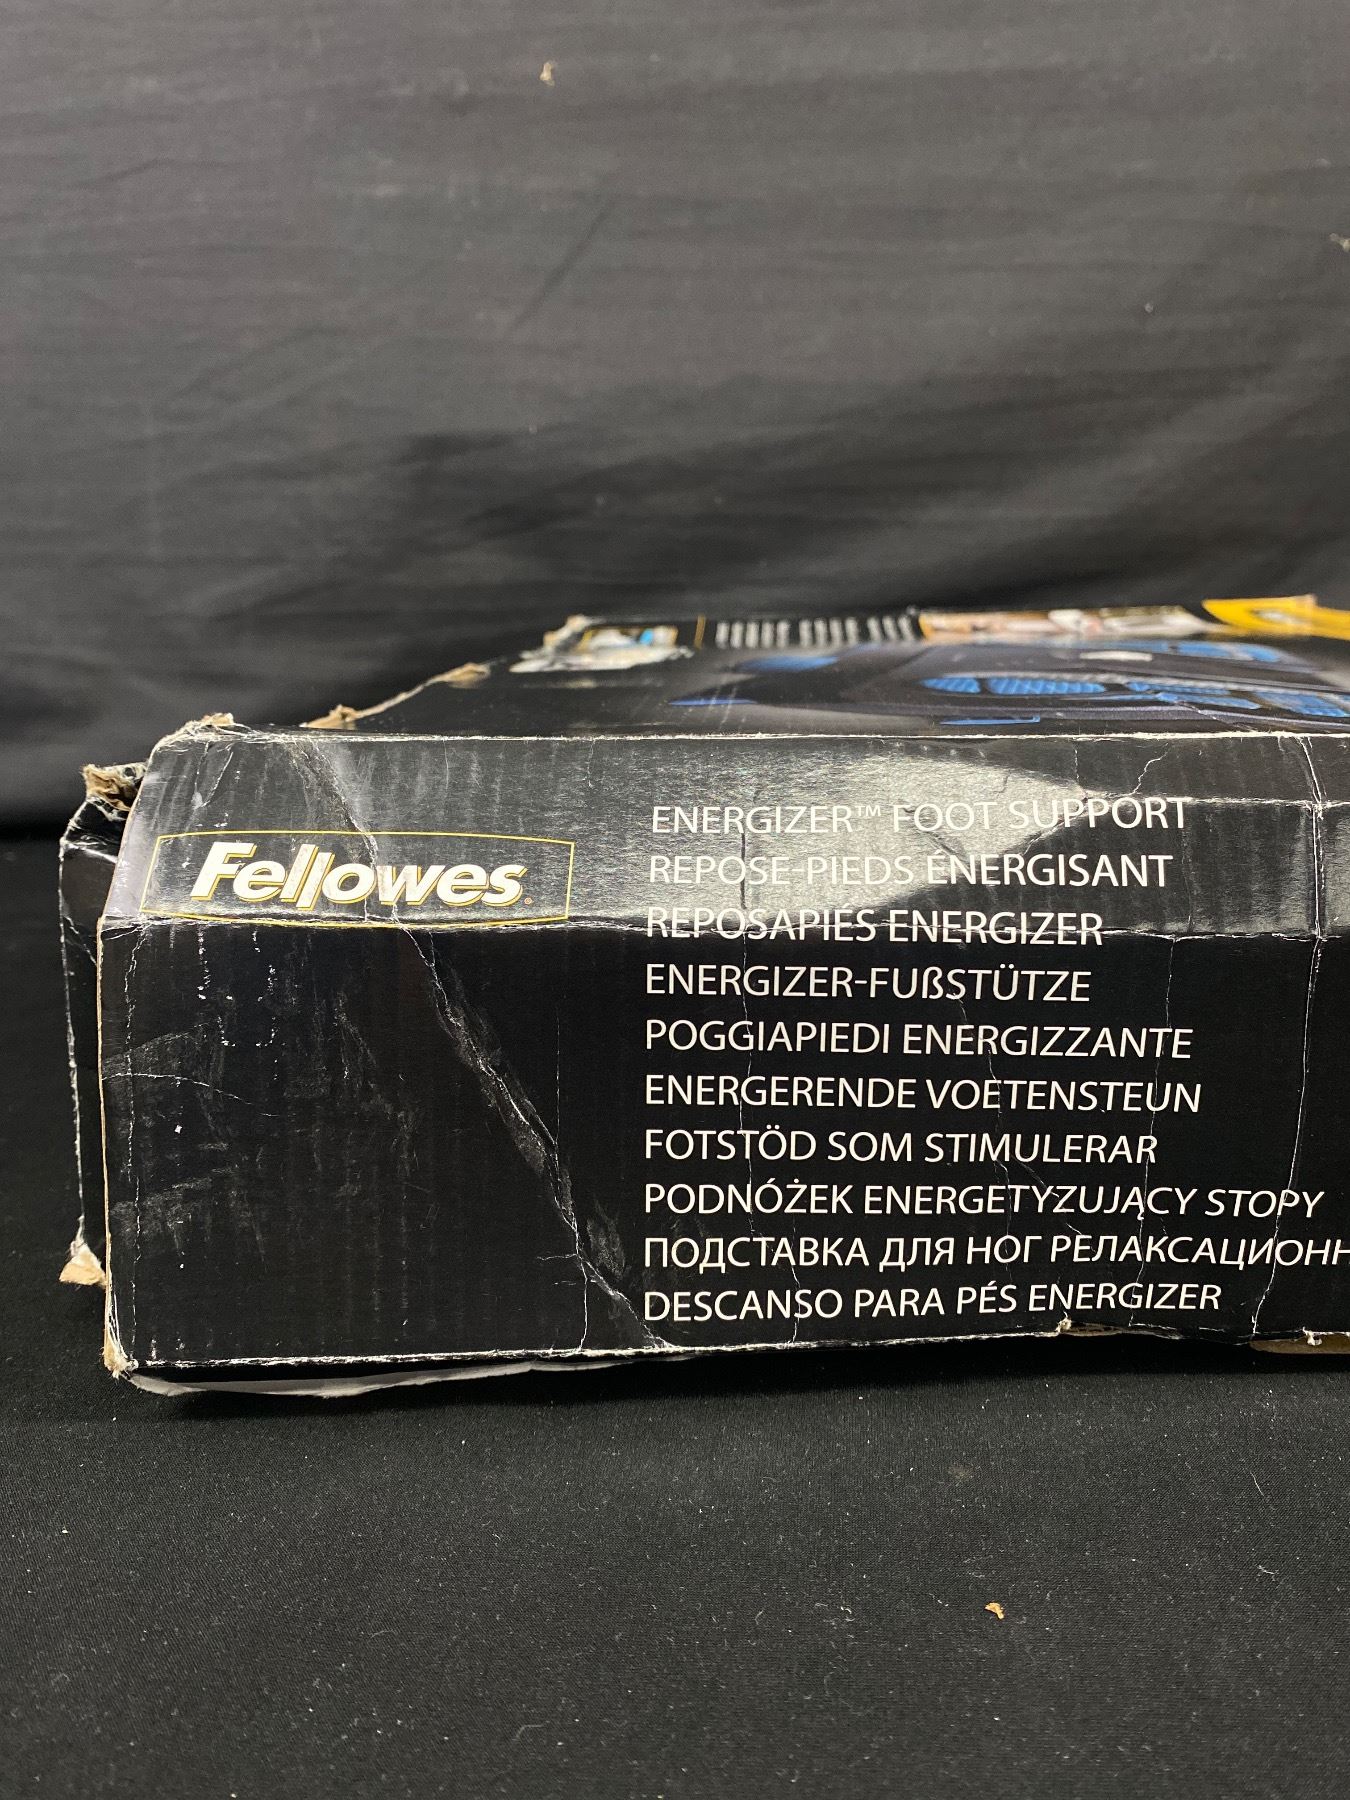 Fellowes
ENERGIZER™ FOOT SUPPORT
REPOSE-PIEDS ÉNERGISANT
REPOSAPIÉS ENERGIZER
ENERGIZER-FUßSTÜTZE
POGGIAPIEDI ENERGIZZANTE
ENERGERENDE VOETENSTEUN
FOTSTÖD SOM STIMULERAR
PODNÓŻEK ENERGETYZUJĄCY STOPY
ПОДСТАВКА ДЛЯ НОГ РЕЛАКСАЦИОНН
DESCANSO PARA PÉS ENERGIZER